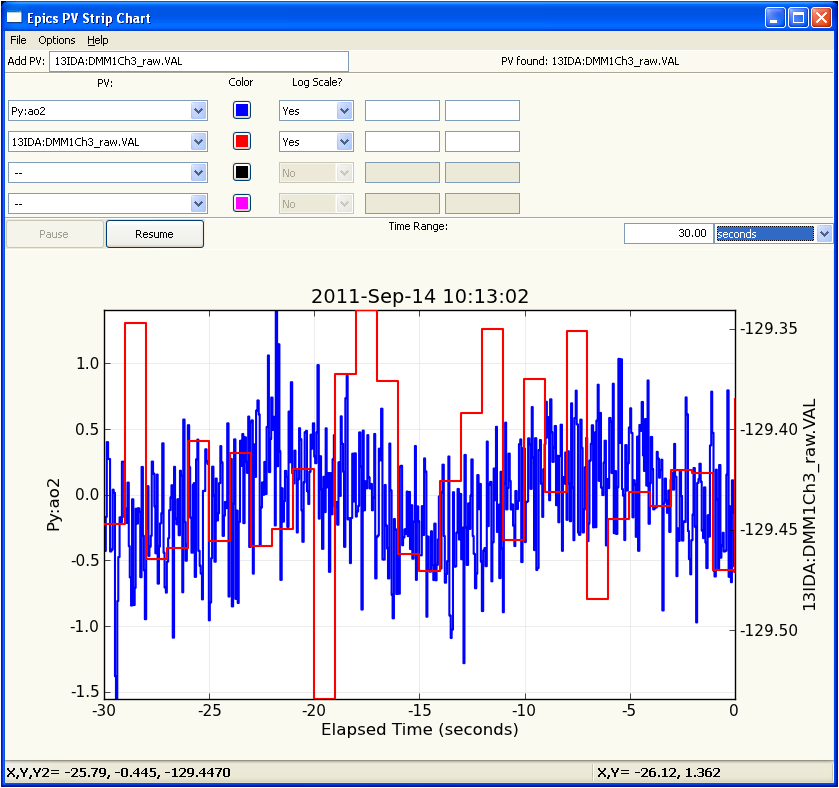 Epics PV Strip Chart
File Options Help
Add PV: 13IDA:DMM1Ch3_raw.VAL PV found: 13IDA:DMM1Ch3_raw.VAL
PV: Color Log Scale?
Py:ao2 Yes
13IDA:DMM1Ch3_raw.VAL Yes
-- No
-- No
Pause Resume Time Range: 30.00 seconds
2011-Sep-14 10:13:02
1.0
0.5
0.0
-0.5
-1.0
-1.5
Py:ao2
-129.35
-129.40
-129.45
-129.50
13IDA:DMM1Ch3_raw.VAL
-30 -25 -20 -15 -10 -5 0
Elapsed Time (seconds)
X,Y,Y2= -25.79, -0.445, -129.4470 X,Y= -26.12, 1.362